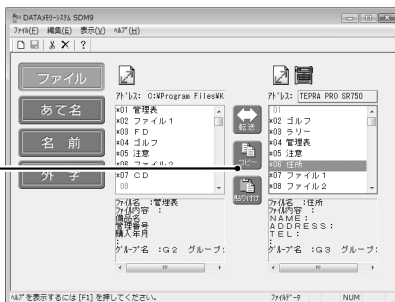 DATAメモリーシステム SDM9
ファイル(F) 編集(E) 表示(V) ヘルプ(H)
ファイル
あて名
名 前
外 字
アドレス: C:¥Program Files¥K
*01 管理表
*02 ファイル1
*03 FD
*04 ゴルフ
*05 注意
*06 ファイル2
*07 CD
08
ファイル名 :管理表
ファイル内容 :
備品名
管理番号
購入年月
:
グループ名 :G2 グループ:
転送
コピー
貼り付け
アドレス: TEPRA PRO SR750
01
*02 ゴルフ
*03 ラリー
*04 管理表
*05 注意
*06 住所
*07 ファイル1
*08 ファイル2
ファイル名 :住所
ファイル内容 :
NAME:
ADDRESS:
TEL:
:
グループ名 :G3 グループ:
ヘルプを表示するには [F1] を押してください。
ファイルデータ
NUM